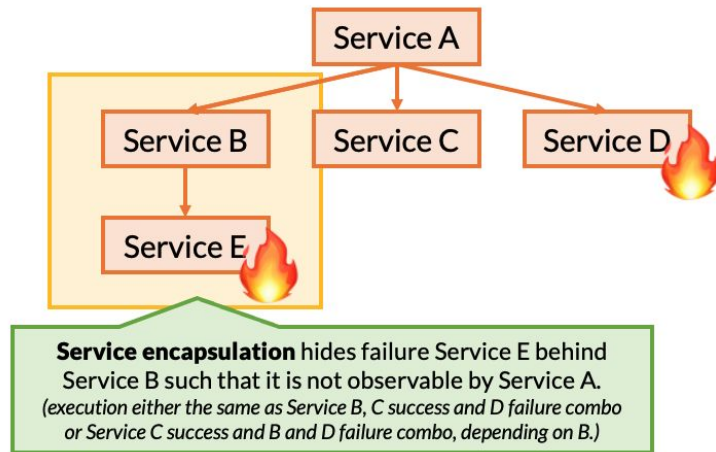 Service A
Service B
Service C
Service D
Service E
Service encapsulation hides failure Service E behind
Service B such that it is not observable by Service A.
(execution either the same as Service B, C success and D failure combo
or Service C success and B and D failure combo, depending on B.)